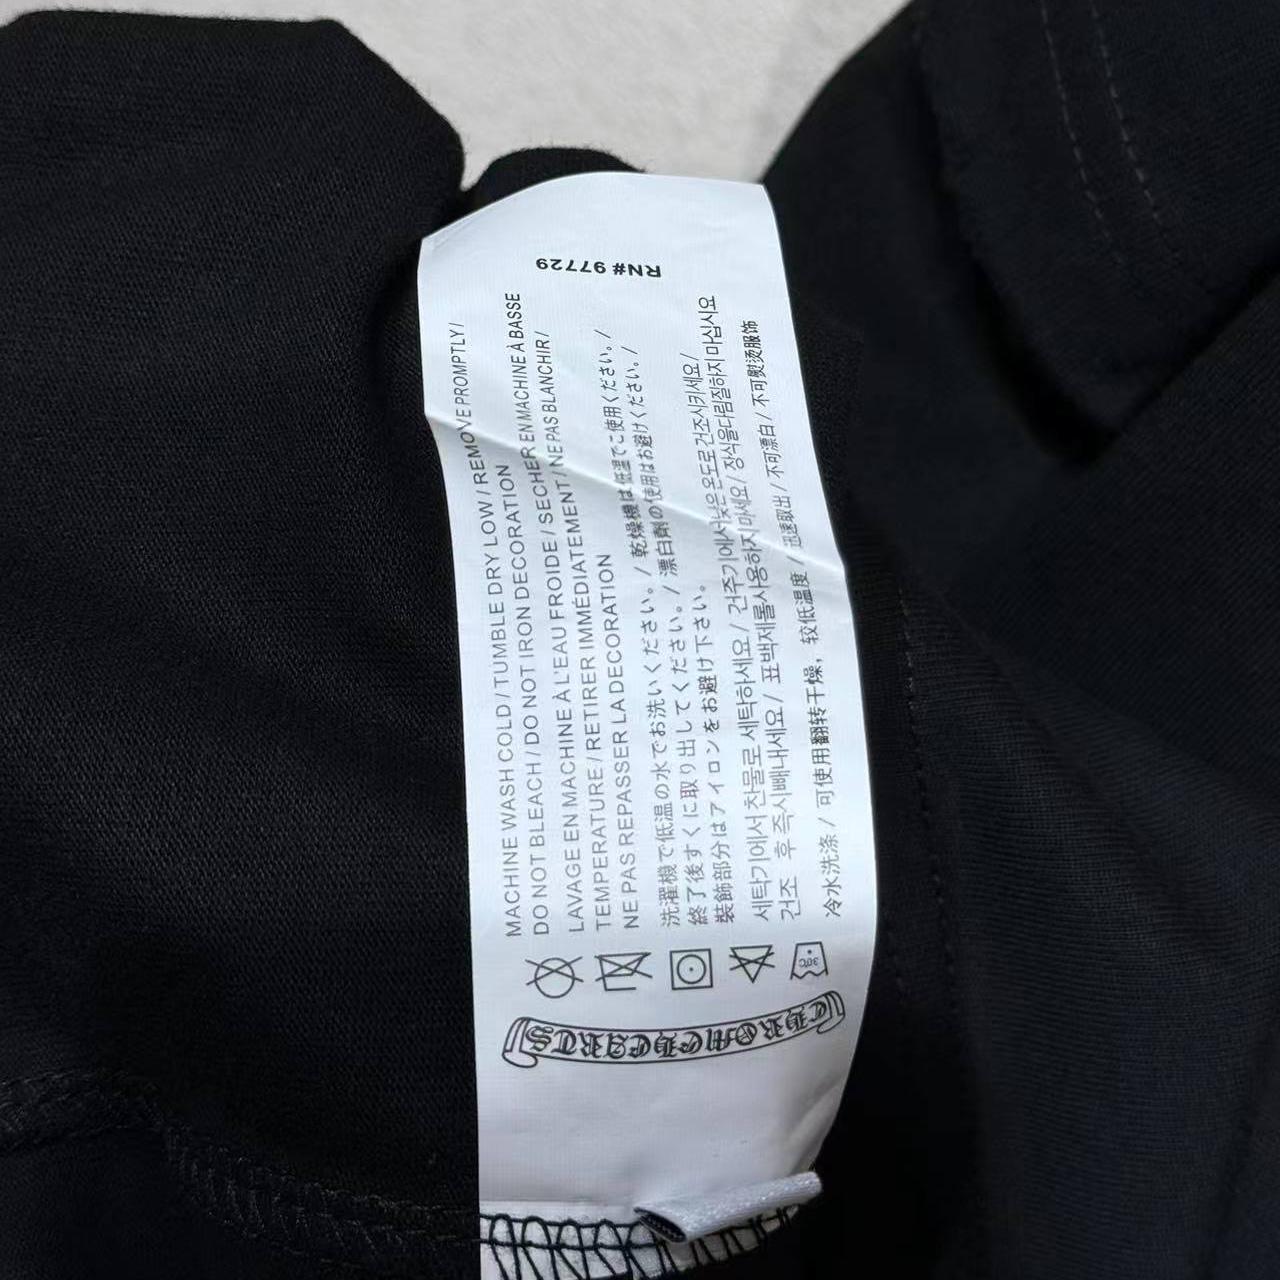 RN# 97729
MACHINE WASH COLD / TUMBLE DRY LOW / REMOVE PROMPTLY /
DO NOT BLEACH / DO NOT IRON DECORATION
LAVAGE EN MACHINE À L'EAU FROIDE / SECHER EN MACHINE À BASSE
TEMPERATURE / RETIRER IMMÉDIATEMENT / NE PAS BLANCHIR /
NE PAS REPASSER LA DECORATION
洗濯機で低温の水でお洗いください。 / 乾燥機は低温でご使用ください。 /
終了後すぐに取り出してください。 / 漂白剤の使用はお避けください。 /
装飾部分はアイロンをお避け下さい。
세탁기에서 찬물로 세탁하세요 / 건주기에서낮은온도로건조시키세요 /
건조 후즉시빼내세요 / 표백제를사용하지마세요 / 장식을다림질하지마십시요
冷水洗涤 / 可使用翻转干燥，较低温度 / 迅速取出 / 不可漂白 / 不可熨烫服饰
30°C
CHROME HEARTS